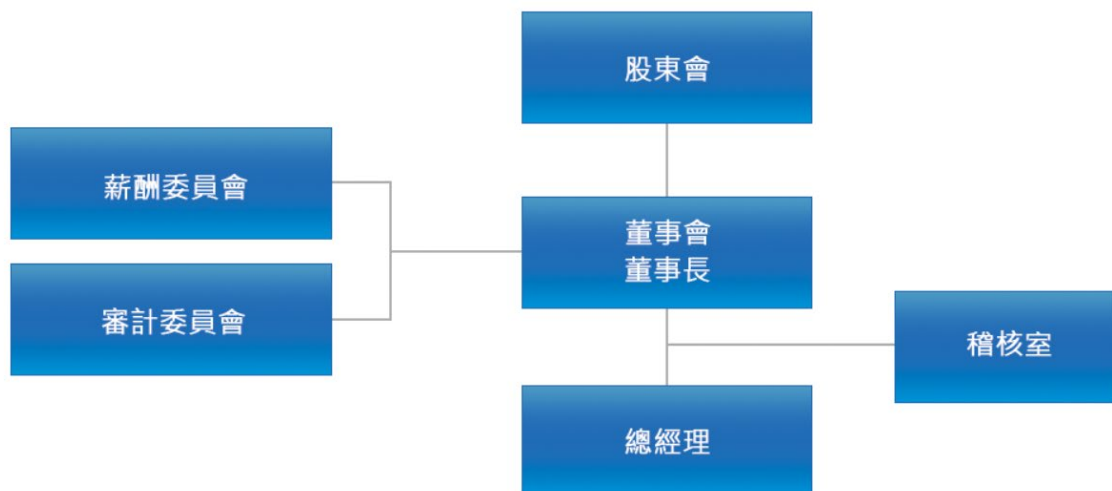 股東會
薪酬委員會
董事會
董事長
審計委員會
稽核室
總經理